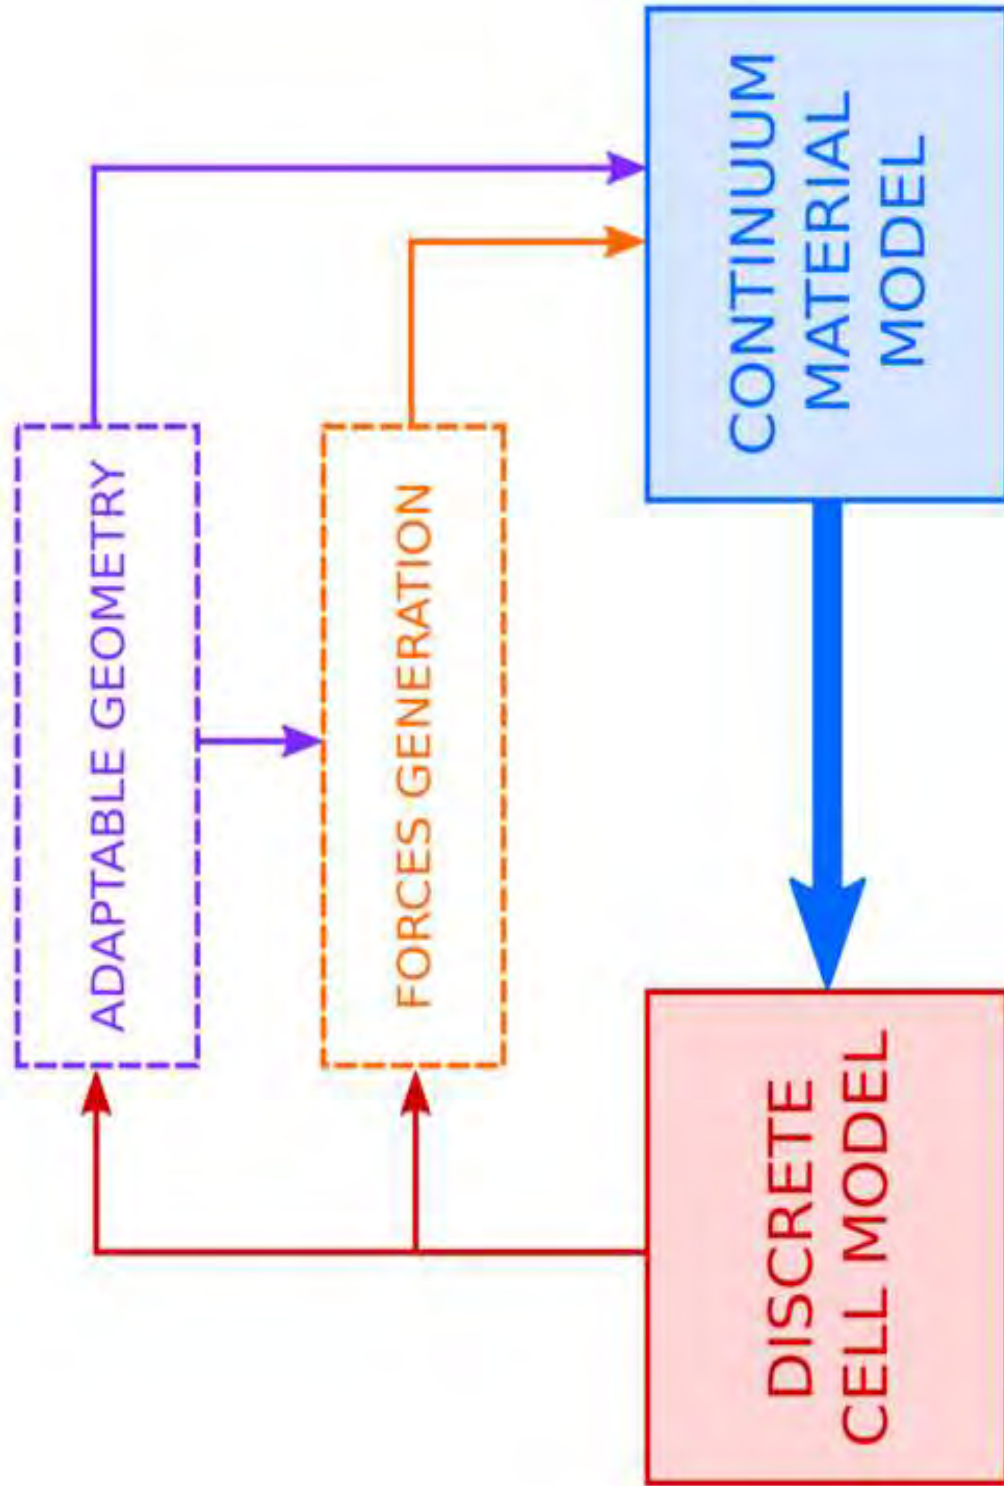 ADAPTABLE GEOMETRY
FORCES GENERATION
DISCRETE
CELL MODEL
CONTINUUM
MATERIAL
MODEL